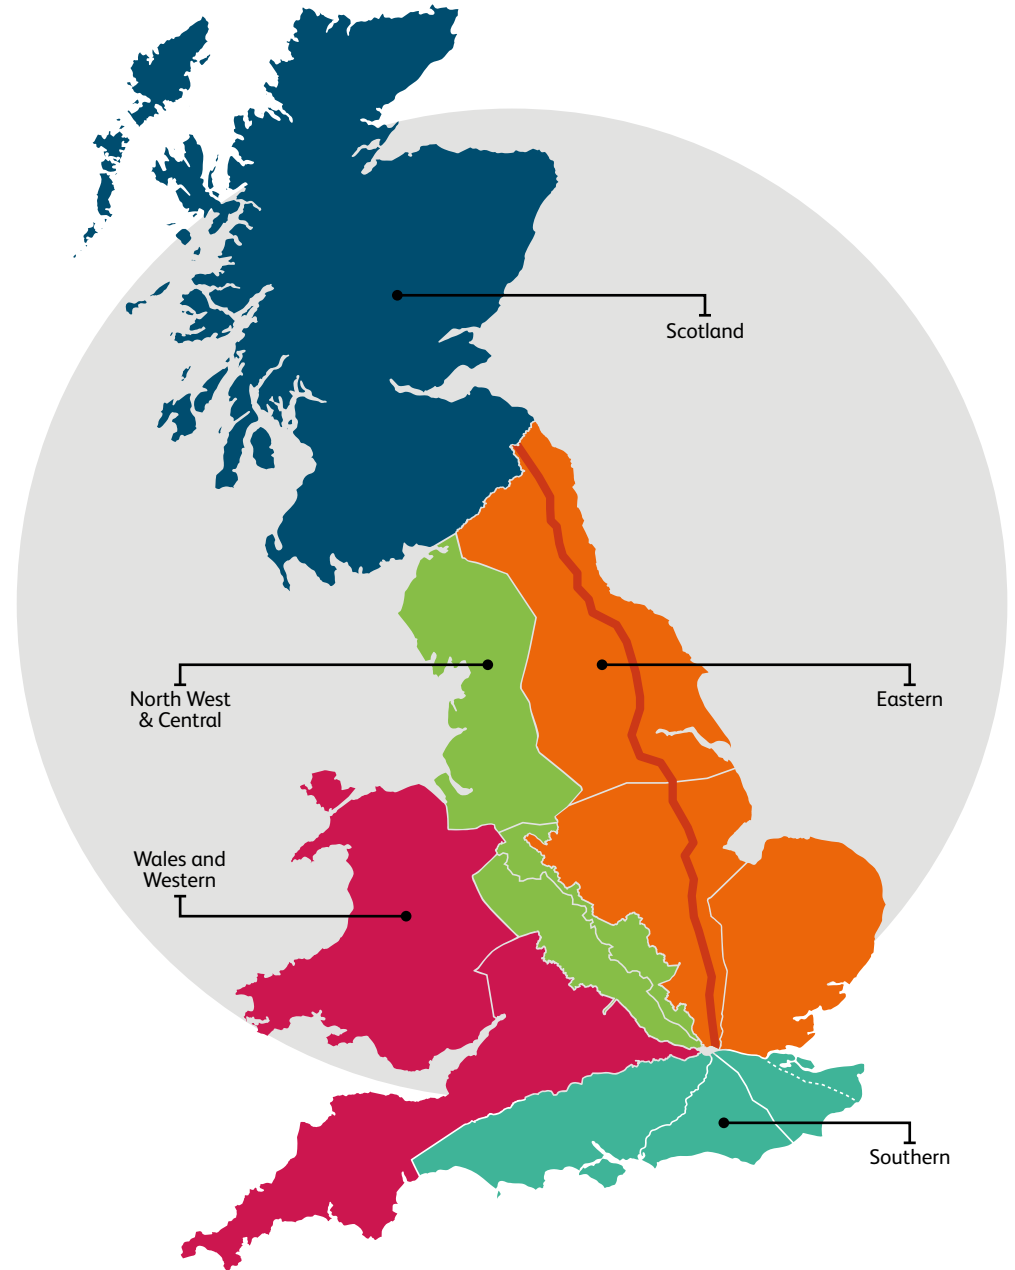 Scotland
North West
& Central
Eastern
Wales and
Western
Southern